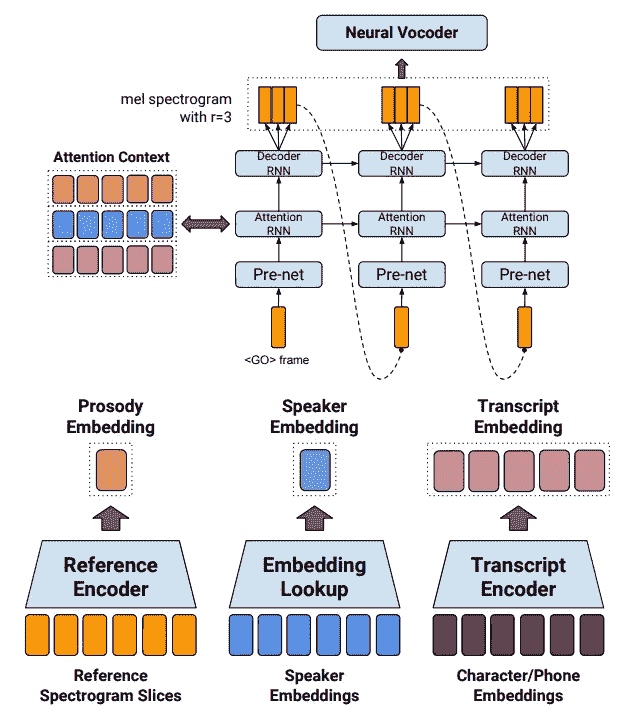 Neural Vocoder
mel spectrogram
with r=3
Attention Context
Decoder
RNN
Decoder
RNN
Decoder
RNN
Attention
RNN
Attention
RNN
Attention
RNN
Pre-net
Pre-net
Pre-net
<GO> frame
Prosody
Embedding
Speaker
Embedding
Transcript
Embedding
Reference
Encoder
Embedding
Lookup
Transcript
Encoder
Reference
Spectrogram Slices
Speaker
Embeddings
Character/Phone
Embeddings